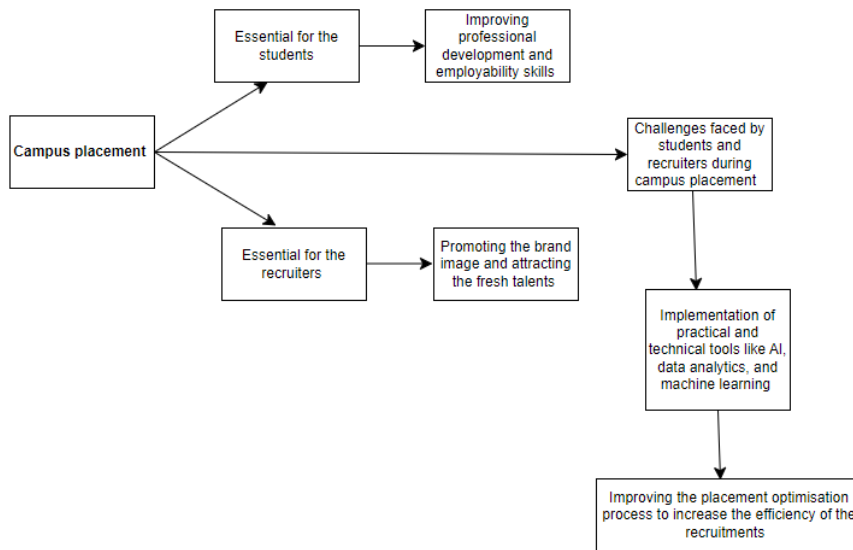 Essential for the
students
Improving
professional
development and
employability skills
Campus placement
Challenges faced by
students and
recruiters during
campus placement
Essential for the
recruiters
Promoting the brand
image and attracting
the fresh talents
Implementation of
practical and
technical tools like AI,
data analytics, and
machine learning
Improving the placement optimisation
process to increase the efficiency of the
recruitments